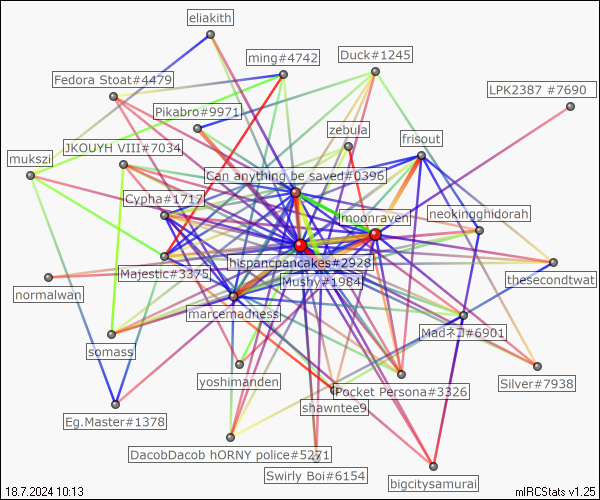 eliakith
ming#4742
Duck#1245
Fedora Stoat#4479
LPK2387 #7690
Pikabro#9971
zebula
frisout
JKOUYH VIII#7034
mukszi
Can anything be saved#0396
Cypha#1717
moonraven
neokingghidorah
hispancpancakes#2928
Majestic#3375
Mushy#1984
thesecondtwat
normalwan
marcemadness
somass
Madネコ#6901
yoshimanden
Pocket Persona#3326
Silver#7938
shawntee9
Eg.Master#1378
DacobDacob hORNY police#5271
Swirly Boi#6154
bigcitysamurai
18.7.2024 10:13
mIRCStats v1.25